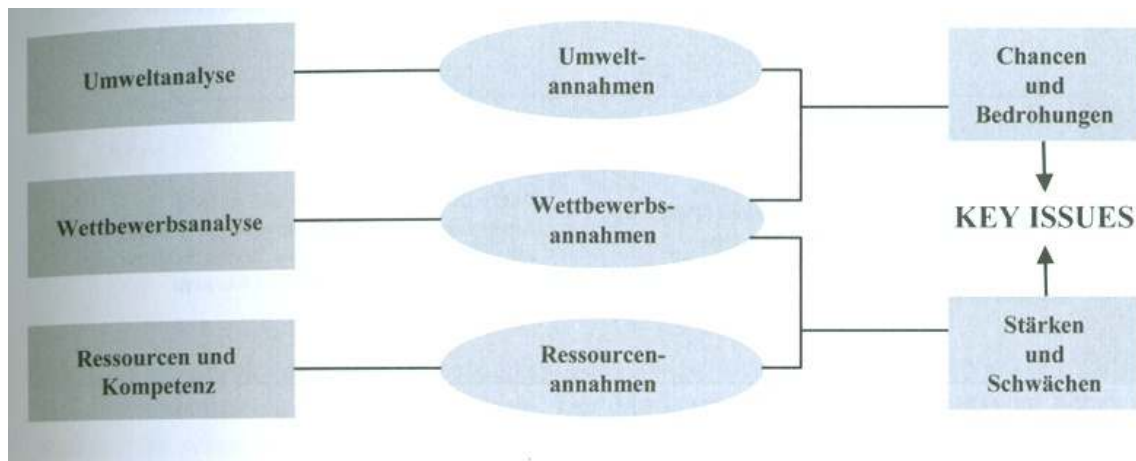 Umweltanalyse
Umwelt-
annahmen
Chancen
und
Bedrohungen
Wettbewerbsanalyse
Wettbewerbs-
annahmen
KEY ISSUES
Ressourcen und
Kompetenz
Ressourcen-
annahmen
Stärken
und
Schwächen